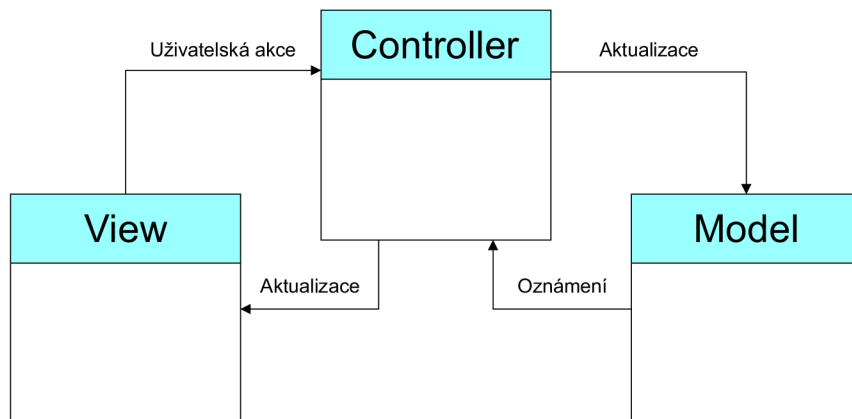 Controller
Uživatelská akce
Aktualizace
View
Model
Aktualizace
Oznámení